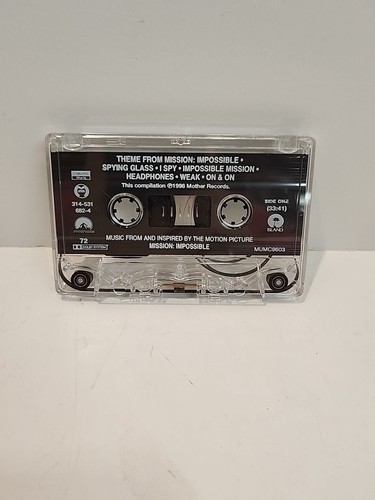 THEME FROM MISSION: IMPOSSIBLE •
SPYING GLASS • I SPY • IMPOSSIBLE MISSION •
HEADPHONES • WEAK • ON & ON
This compilation ℗1996 Mother Records.
314-531
682-4
SIDE ONE
(33:41)
ISLAND
72
DOLBY SYSTEM
MUSIC FROM AND INSPIRED BY THE MOTION PICTURE
MISSION: IMPOSSIBLE
MUMC9603